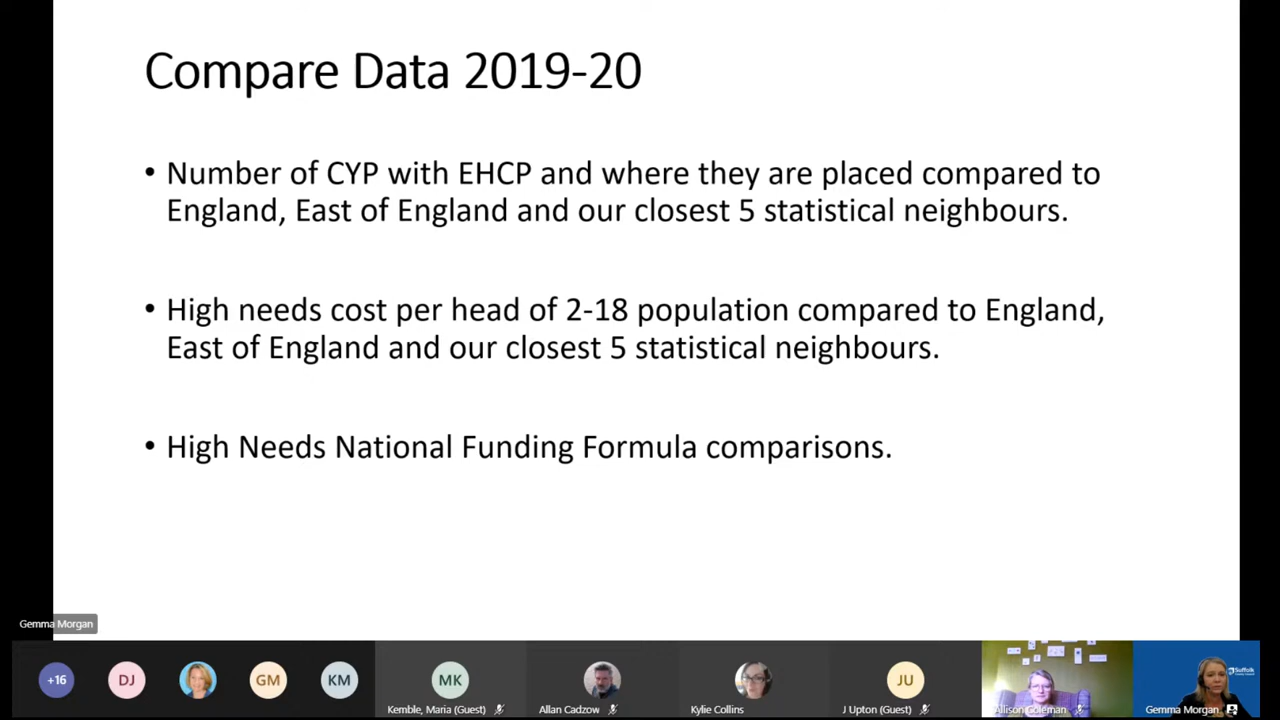 Compare Data 2019-20
• Number of CYP with EHCP and where they are placed compared to
England, East of England and our closest 5 statistical neighbours.
• High needs cost per head of 2-18 population compared to England,
East of England and our closest 5 statistical neighbours.
• High Needs National Funding Formula comparisons.
Gemma Morgan
+16
DJ
GM
KM
MK
JU
Suffolk
Kemble, Maria (Guest)
Allan Cadzow
Kylie Collins
J Upton (Guest)
Allison Coleman
Gemma Morgan